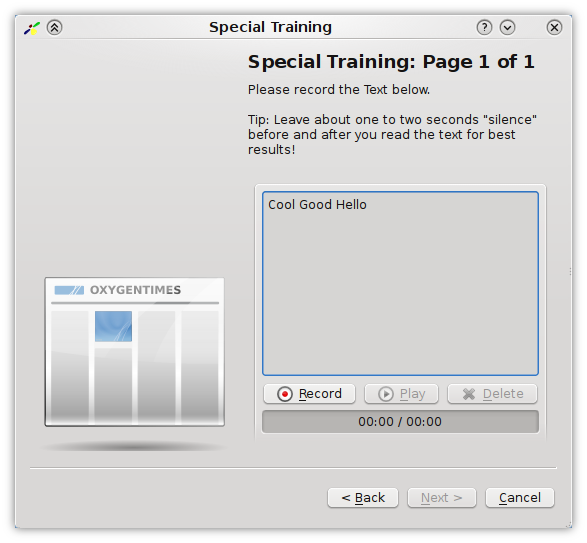 Special Training
Special Training: Page 1 of 1
Please record the Text below.
Tip: Leave about one to two seconds "silence"
before and after you read the text for best
results!
Cool Good Hello
OXYGENTIMES
Record
Play
Delete
00:00 / 00:00
< Back
Next >
Cancel